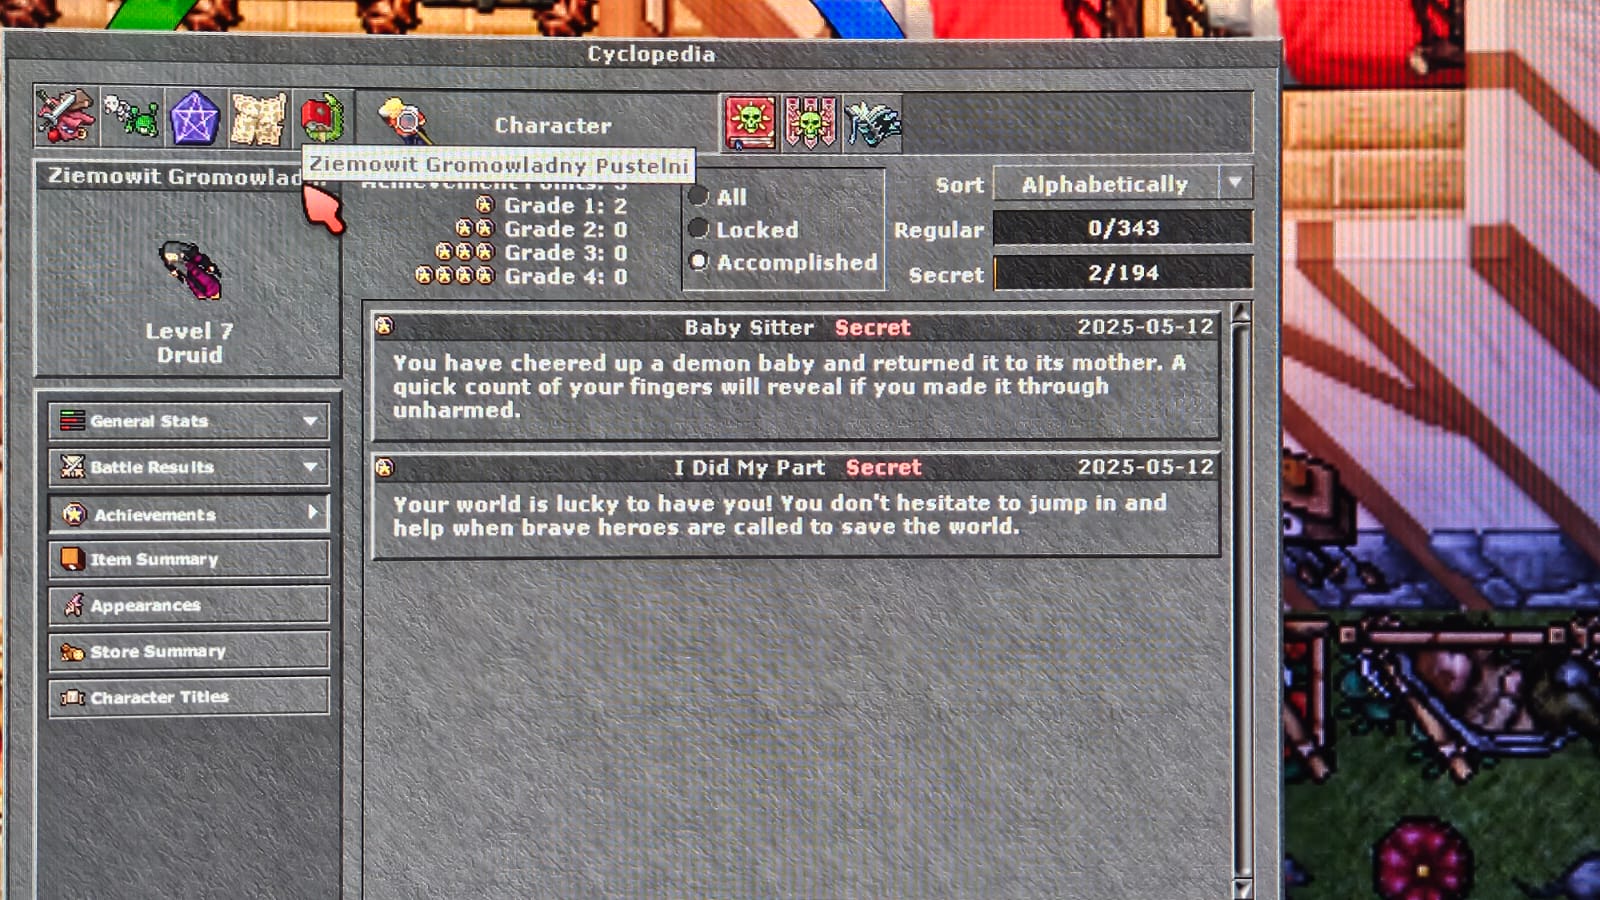 Cyclopedia
Character
Ziemowit Gromowladny Pustelni
Ziemowit Gromowlad
Level 7
Druid
General Stats
Battle Results
Achievements
Item Summary
Appearances
Store Summary
Character Titles
Achievement Points: 3
Grade 1: 2
Grade 2: 0
Grade 3: 0
Grade 4: 0
All
Locked
Accomplished
Sort Alphabetically
Regular 0/343
Secret 2/194
Baby Sitter Secret 2025-05-12
You have cheered up a demon baby and returned it to its mother. A
quick count of your fingers will reveal if you made it through
unharmed.
I Did My Part Secret 2025-05-12
Your world is lucky to have you! You don't hesitate to jump in and
help when brave heroes are called to save the world.